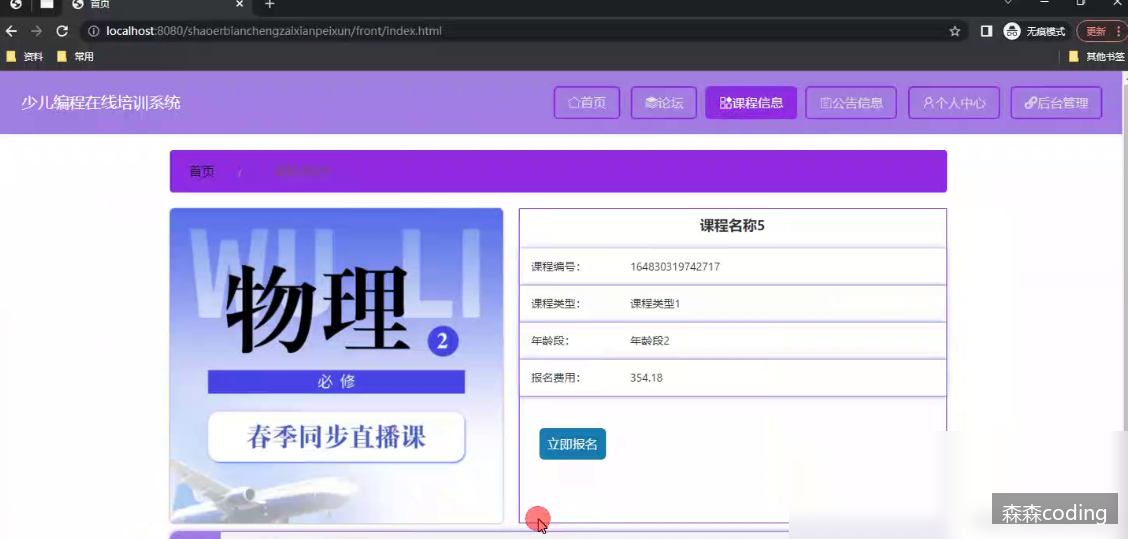 首页
localhost:8080/shaoerbianchengzaixianpeixun/front/index.html
无痕模式
更新
资料
常用
其他书签
少儿编程在线培训系统
首页
论坛
课程信息
公告信息
个人中心
后台管理
首页 /
WU LI
物理
2
必修
春季同步直播课
课程名称5
课程编号: 164830319742717
课程类型: 课程类型1
年龄段: 年龄段2
报名费用: 354.18
立即报名
森森coding